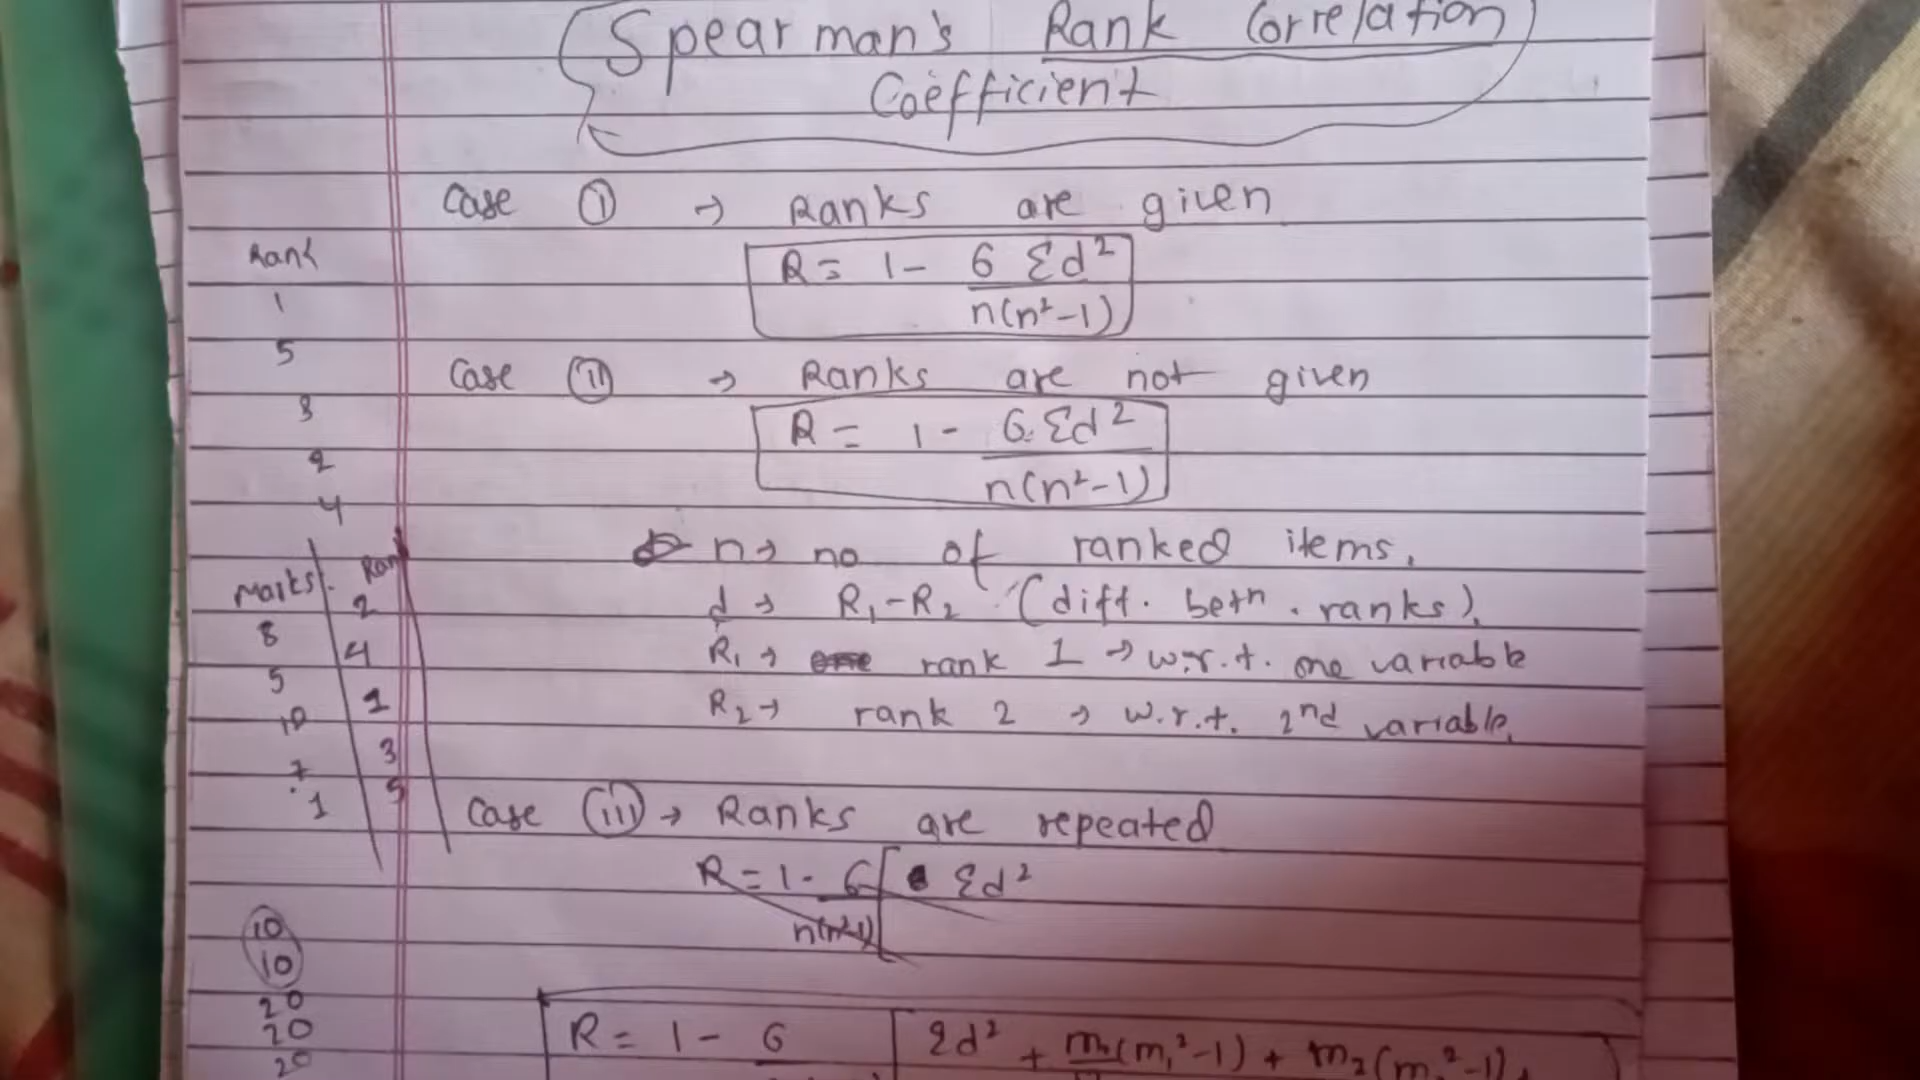 Spearman's Rank Correlation
Coefficient
Case (i) → Ranks are given
R = 1 - 6 Σd²
n(n²-1)
Case (ii) → Ranks are not given
R = 1 - 6 Σd²
n(n²-1)
n → no of ranked items.
d → R₁-R₂ (diff. betn. ranks).
R₁ → rank 1 → w.r.t. one variable
R₂ → rank 2 → w.r.t. 2nd variable.
Case (iii) → Ranks are repeated
R = 1 - 6 [ Σd²
n(n²-1)
R = 1 - 6 [ Σd² + m₁(m₁²-1) + m₂(m₂²-1)
Rank
1
5
3
2
4
Marks Rank
8 2
5 4
10 1
7 3
1 5
10
10
20
20
20